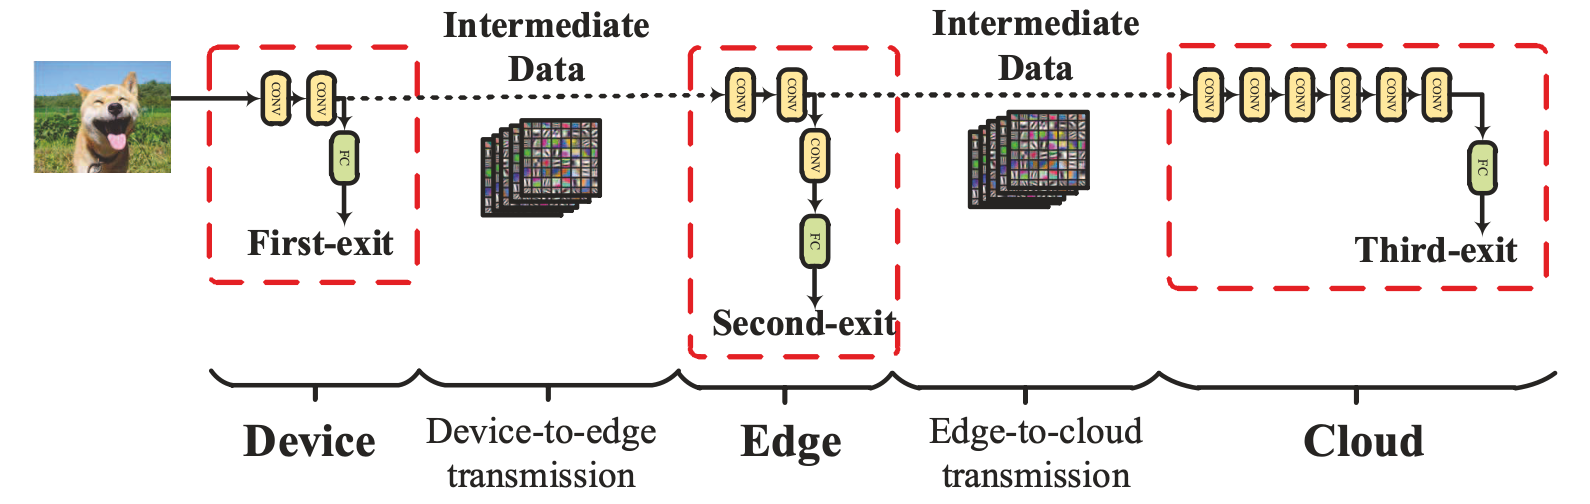 Intermediate
Data
Intermediate
Data
CONV
CONV
FC
First-exit
CONV
CONV
CONV
FC
Second-exit
CONV
CONV
CONV
CONV
CONV
CONV
FC
Third-exit
Device
Device-to-edge
transmission
Edge
Edge-to-cloud
transmission
Cloud